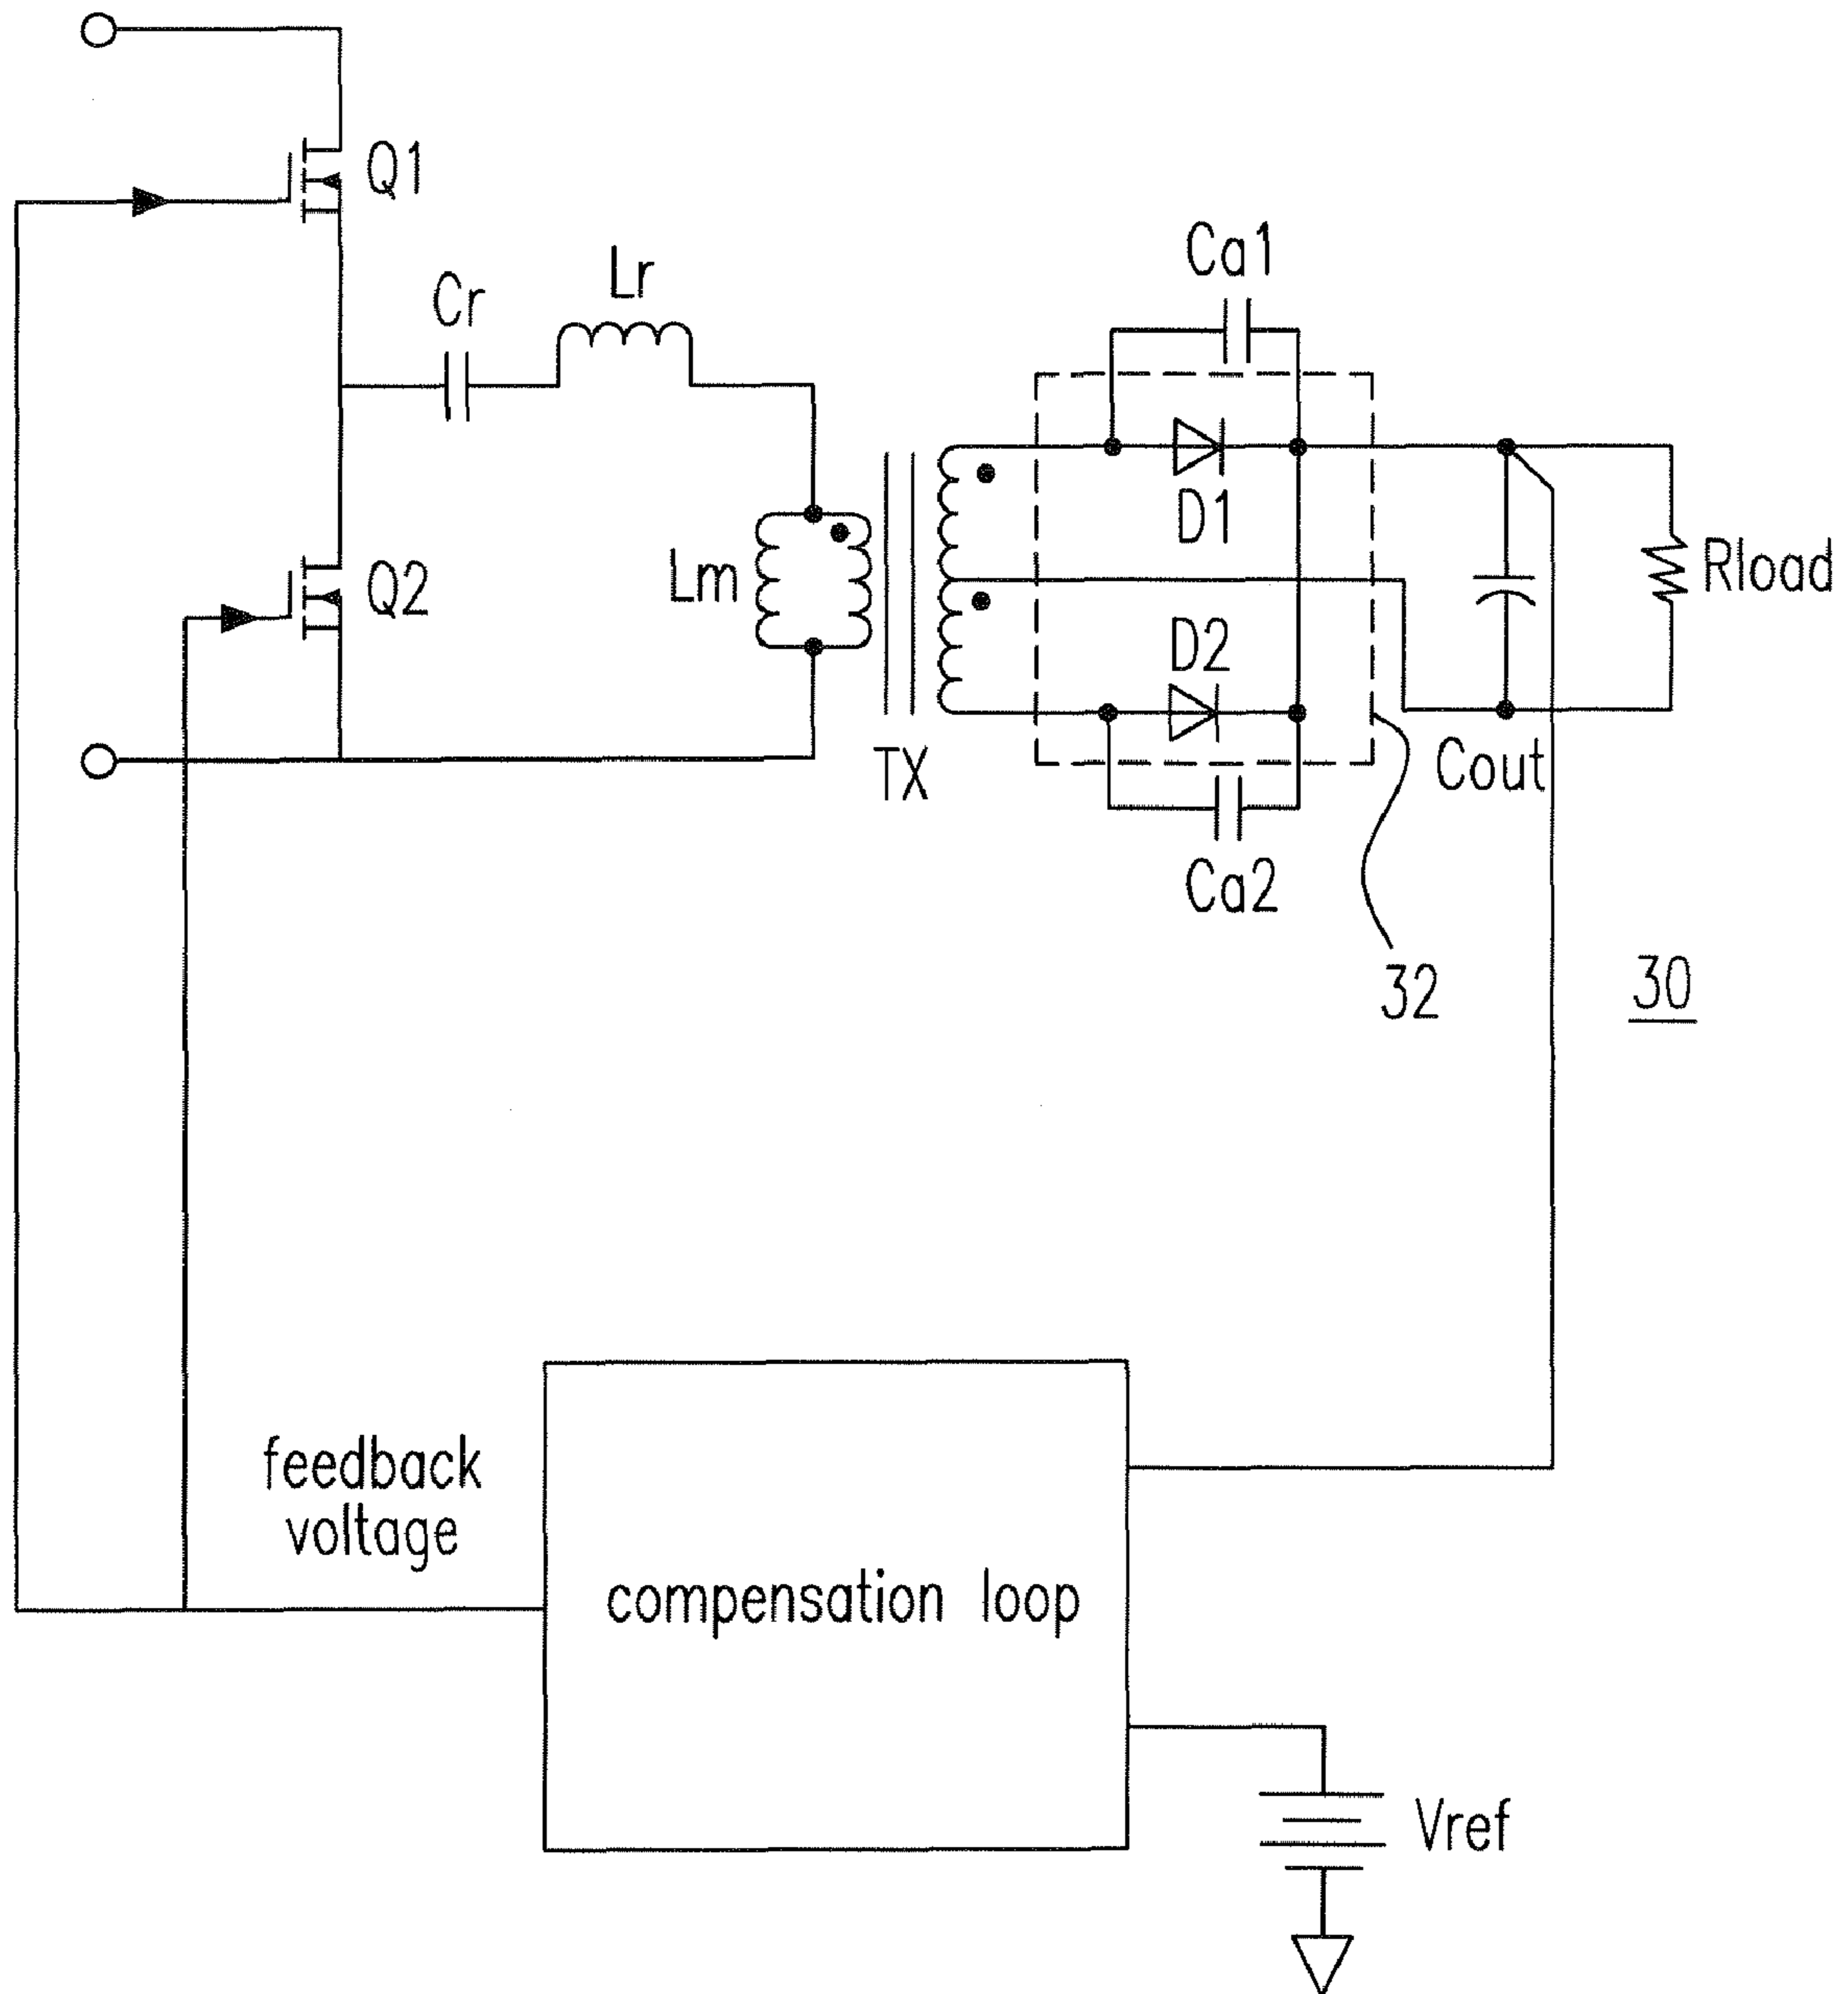 Q1
Ca1
Lr
Cr
D1
Q2
Lm
Rload
D2
TX
Cout
Ca2
32
30
feedback
voltage
compensation loop
Vref